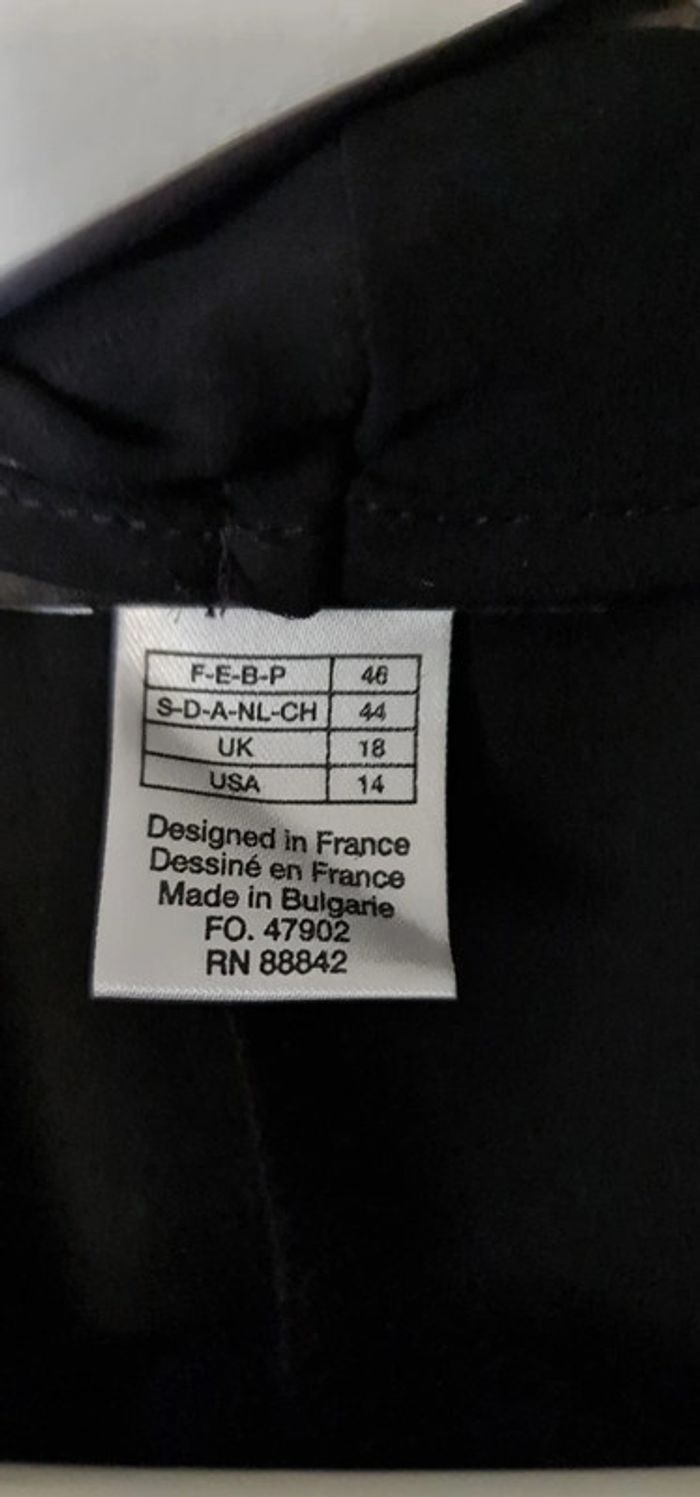 F-E-B-P 46
S-D-A-NL-CH 44
UK 18
USA 14
Designed in France
Dessiné en France
Made in Bulgarie
FO. 47902
RN 88842